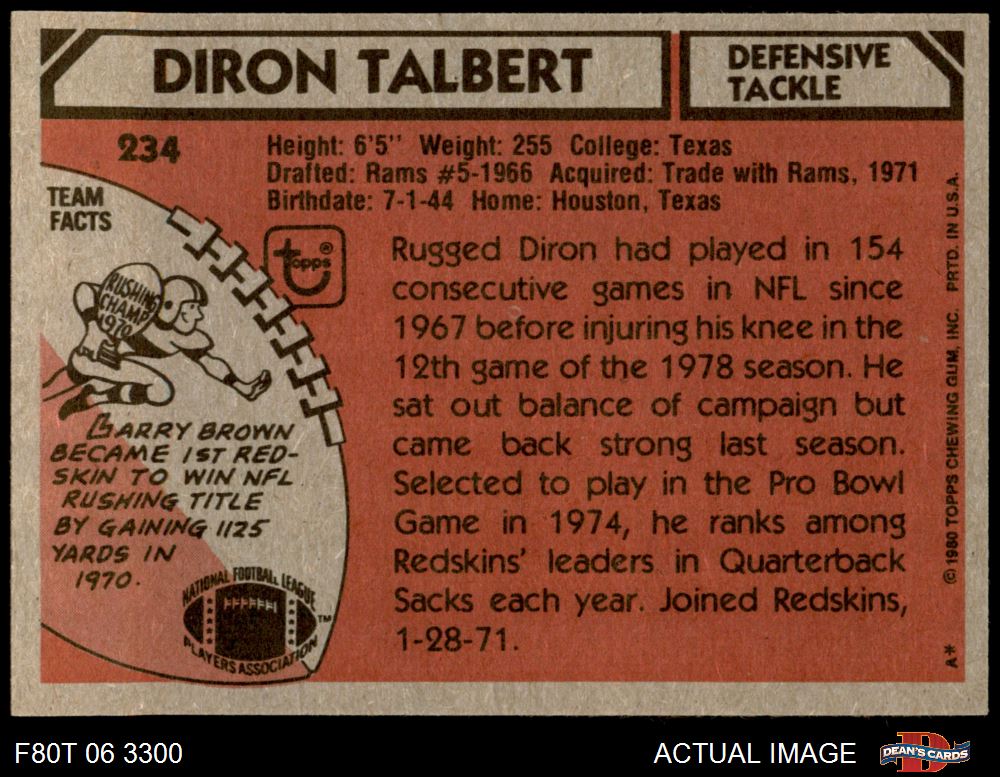 DIRON TALBERT
DEFENSIVE
TACKLE
234
Height: 6'5'' Weight: 255 College: Texas
Drafted: Rams #5-1966 Acquired: Trade with Rams, 1971
Birthdate: 7-1-44 Home: Houston, Texas
TEAM
FACTS
topps®
RUSHING
CHAMP
1970
LARRY BROWN
BECAME 1ST RED-
SKIN TO WIN NFL
RUSHING TITLE
BY GAINING 1125
YARDS IN
1970.
NATIONAL FOOTBALL LEAGUE
PLAYERS ASSOCIATION
TM
Rugged Diron had played in 154
consecutive games in NFL since
1967 before injuring his knee in the
12th game of the 1978 season. He
sat out balance of campaign but
came back strong last season.
Selected to play in the Pro Bowl
Game in 1974, he ranks among
Redskins' leaders in Quarterback
Sacks each year. Joined Redskins,
1-28-71.
A* © 1980 TOPPS CHEWING GUM, INC. PRTD. IN U.S.A.
F80T 06 3300
ACTUAL IMAGE
DEAN'S CARDS